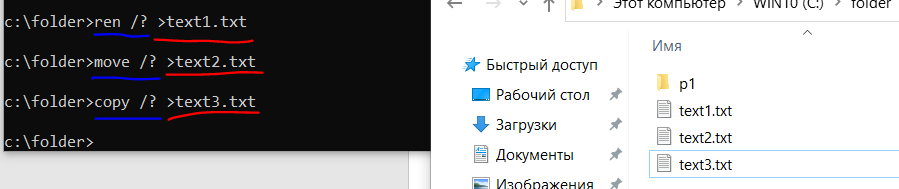 c:\folder>ren /? >text1.txt
c:\folder>move /? >text2.txt
c:\folder>copy /? >text3.txt
c:\folder>
Этот компьютер > WIN10 (C:) > folder
Имя
Быстрый доступ
Рабочий стол
Загрузки
Документы
Изображения
p1
text1.txt
text2.txt
text3.txt